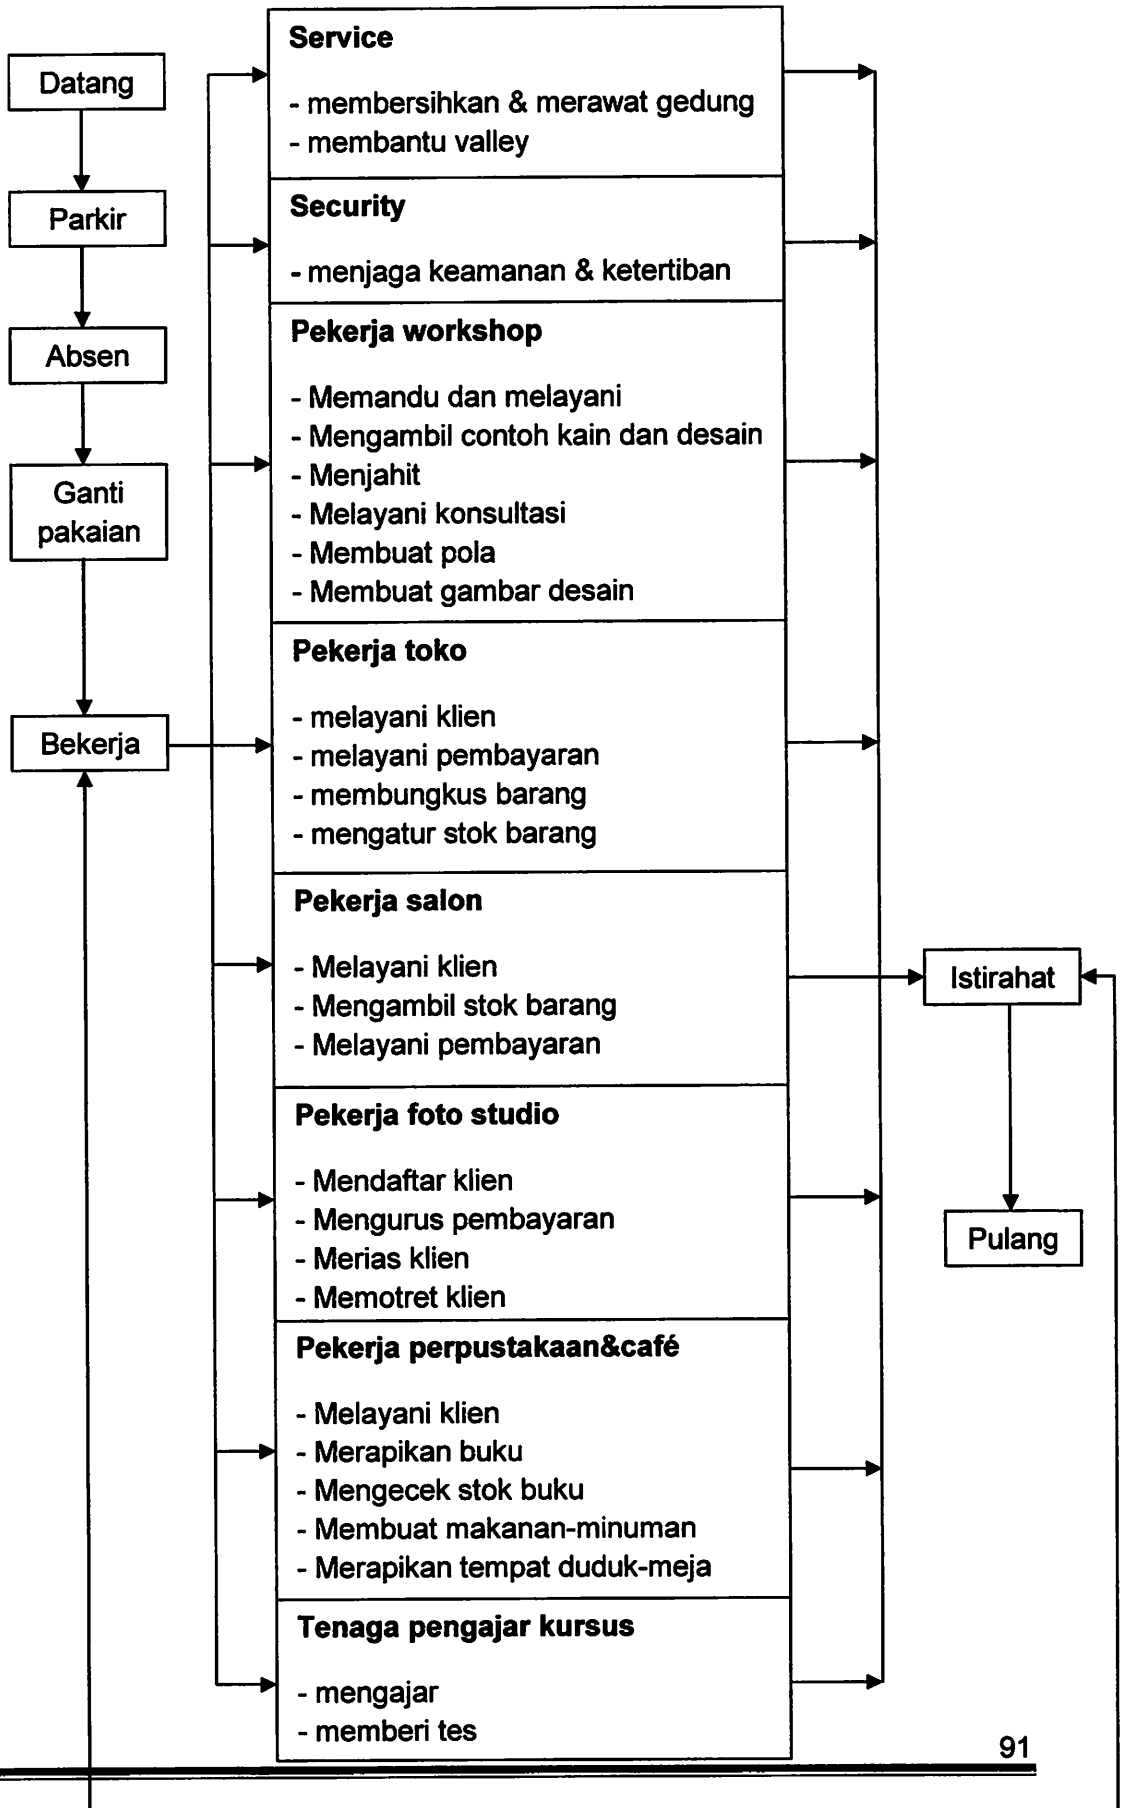 Datang
Parkir
Absen
Ganti
pakaian
Bekerja
Service
- membersihkan & merawat gedung
- membantu valley
Security
- menjaga keamanan & ketertiban
Pekerja workshop
- Memandu dan melayani
- Mengambil contoh kain dan desain
- Menjahit
- Melayani konsultasi
- Membuat pola
- Membuat gambar desain
Pekerja toko
- melayani klien
- melayani pembayaran
- membungkus barang
- mengatur stok barang
Pekerja salon
- Melayani klien
- Mengambil stok barang
- Melayani pembayaran
Pekerja foto studio
- Mendaftar klien
- Mengurus pembayaran
- Merias klien
- Memotret klien
Pekerja perpustakaan&café
- Melayani klien
- Merapikan buku
- Mengecek stok buku
- Membuat makanan-minuman
- Merapikan tempat duduk-meja
Tenaga pengajar kursus
- mengajar
- memberi tes
Istirahat
Pulang
91